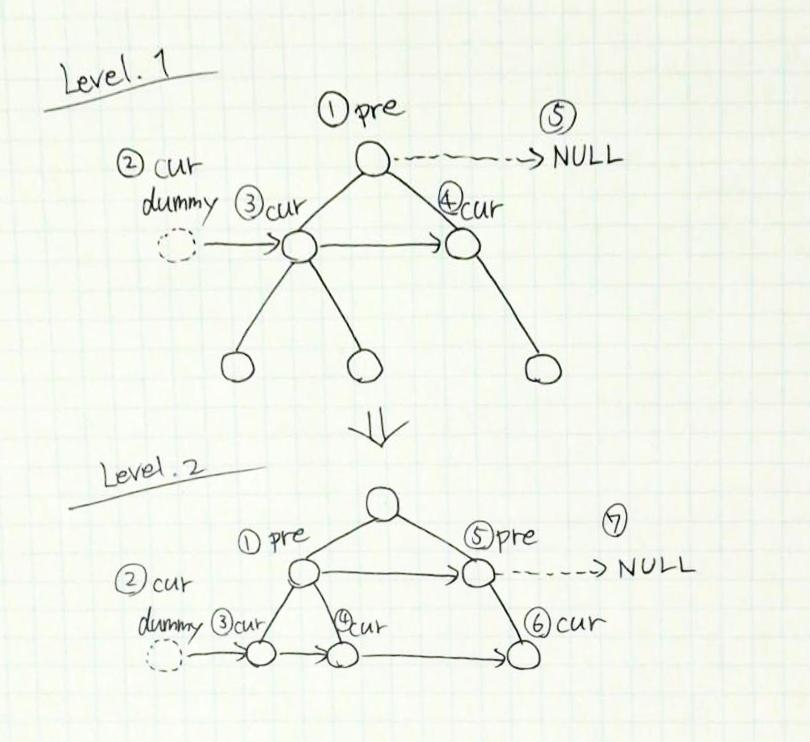 Level.1
① pre
⑤
NULL
② cur
dummy
③ cur
④ cur
Level.2
① pre
⑤ pre
⑦
NULL
② cur
dummy
③ cur
④ cur
⑥ cur